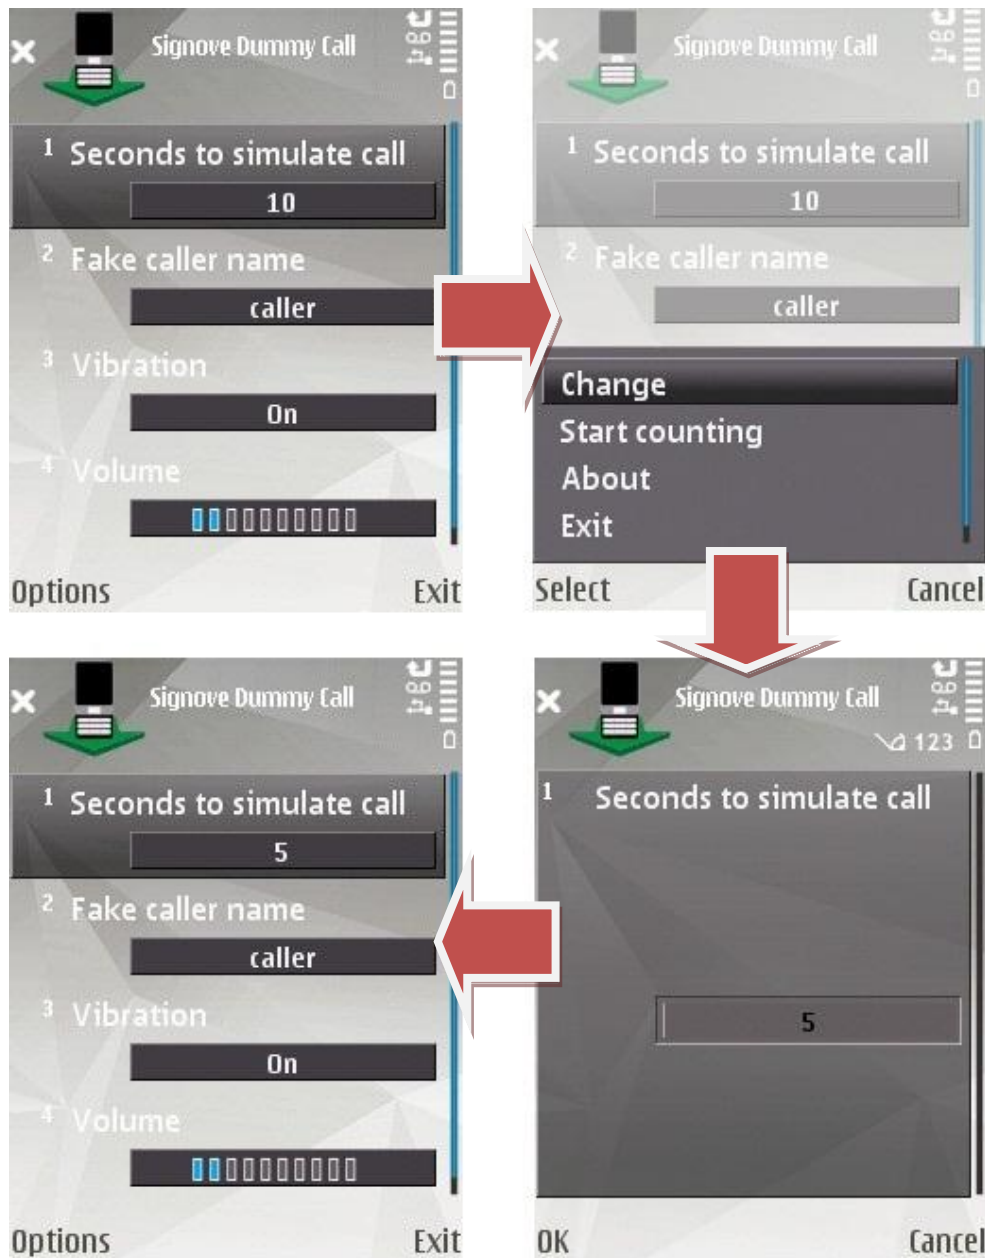 Signove Dummy Call
1 Seconds to simulate call
10
2 Fake caller name
caller
3 Vibration
On
4 Volume
Options Exit
Signove Dummy Call
1 Seconds to simulate call
10
2 Fake caller name
caller
Change
Start counting
About
Exit
Select Cancel
Signove Dummy Call
1 Seconds to simulate call
5
2 Fake caller name
caller
3 Vibration
On
4 Volume
Options Exit
Signove Dummy Call
123
1 Seconds to simulate call
5
OK Cancel